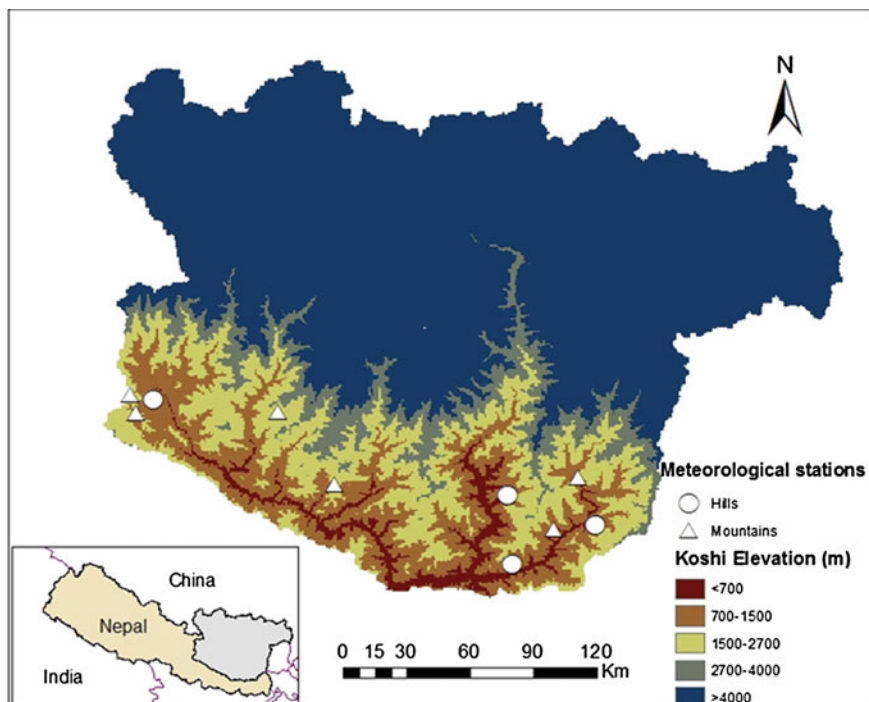 N
Meteorological stations
Hills
Mountains
Koshi Elevation (m)
<700
700-1500
1500-2700
2700-4000
>4000
China
Nepal
India
0 15 30 60 90 120
Km